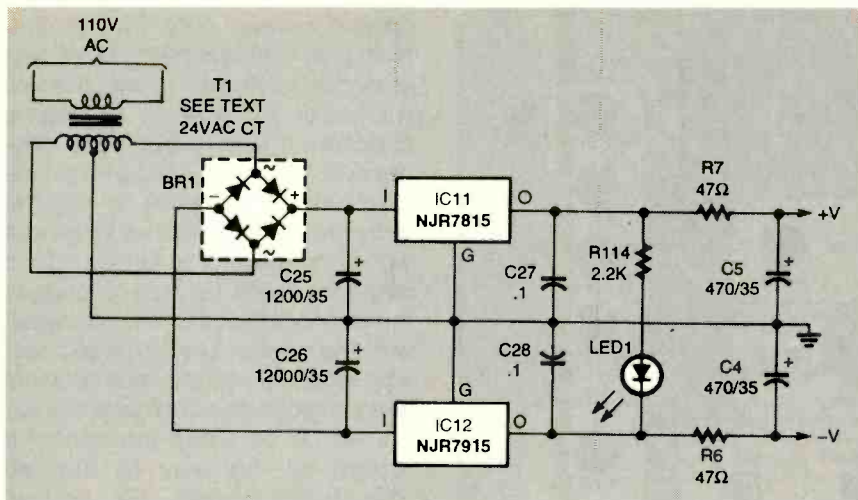 110V
AC
T1
SEE TEXT
24VAC CT
BR1
~
~
−
+
I
IC11
NJR7815
O
G
R7
47Ω
+V
C25
1200/35
+
C27
.1
R114
2.2K
C5
470/35
+
C26
12000/35
+
C28
.1
LED1
C4
470/35
+
G
I
IC12
NJR7915
O
R6
47Ω
−V